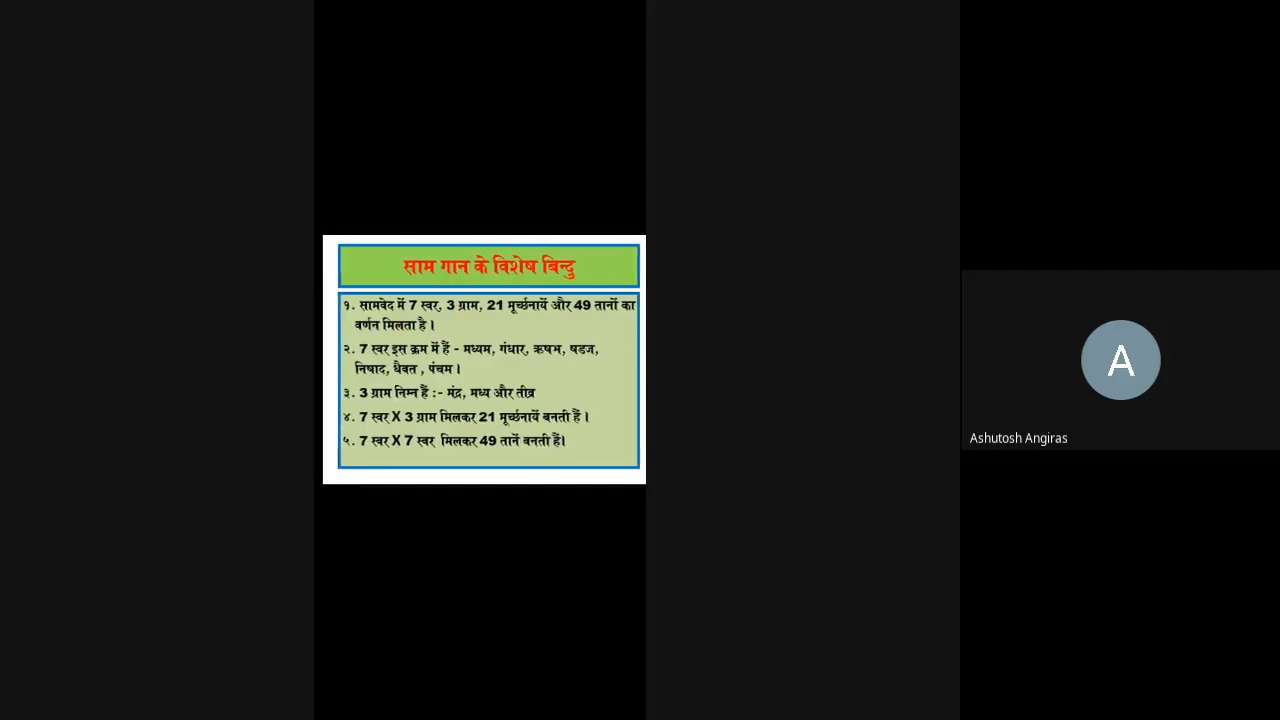 साम गान के विशेष बिन्दु
१. सामवेद में 7 स्वर, 3 ग्राम, 21 मूर्च्छनायें और 49 तानों का
वर्णन मिलता है ।
२. 7 स्वर इस क्रम में हैं - मध्यम, गंधार, ऋषभ, षडज,
निषाद, धैवत , पंचम ।
३. 3 ग्राम निम्न हैं :- मंद्र, मध्य और तीव्र
४. 7 स्वर X 3 ग्राम मिलकर 21 मूर्च्छनायें बनती हैं ।
५. 7 स्वर X 7 स्वर मिलकर 49 तानें बनती हैं।
A
Ashutosh Angiras